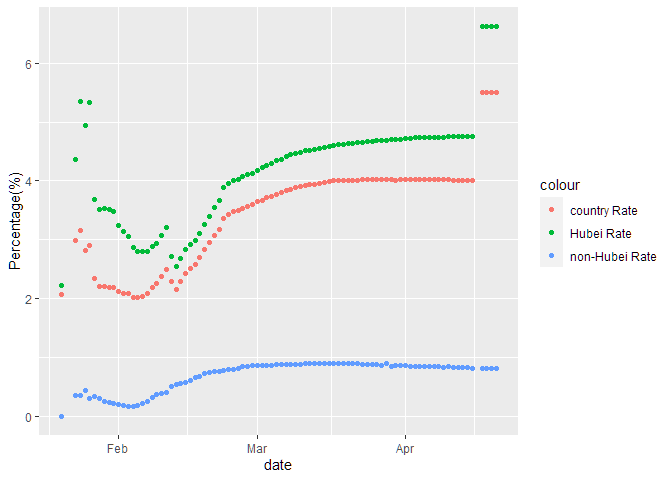 Percentage(%)
6
4
2
0
Feb
Mar
Apr
date
colour
country Rate
Hubei Rate
non-Hubei Rate